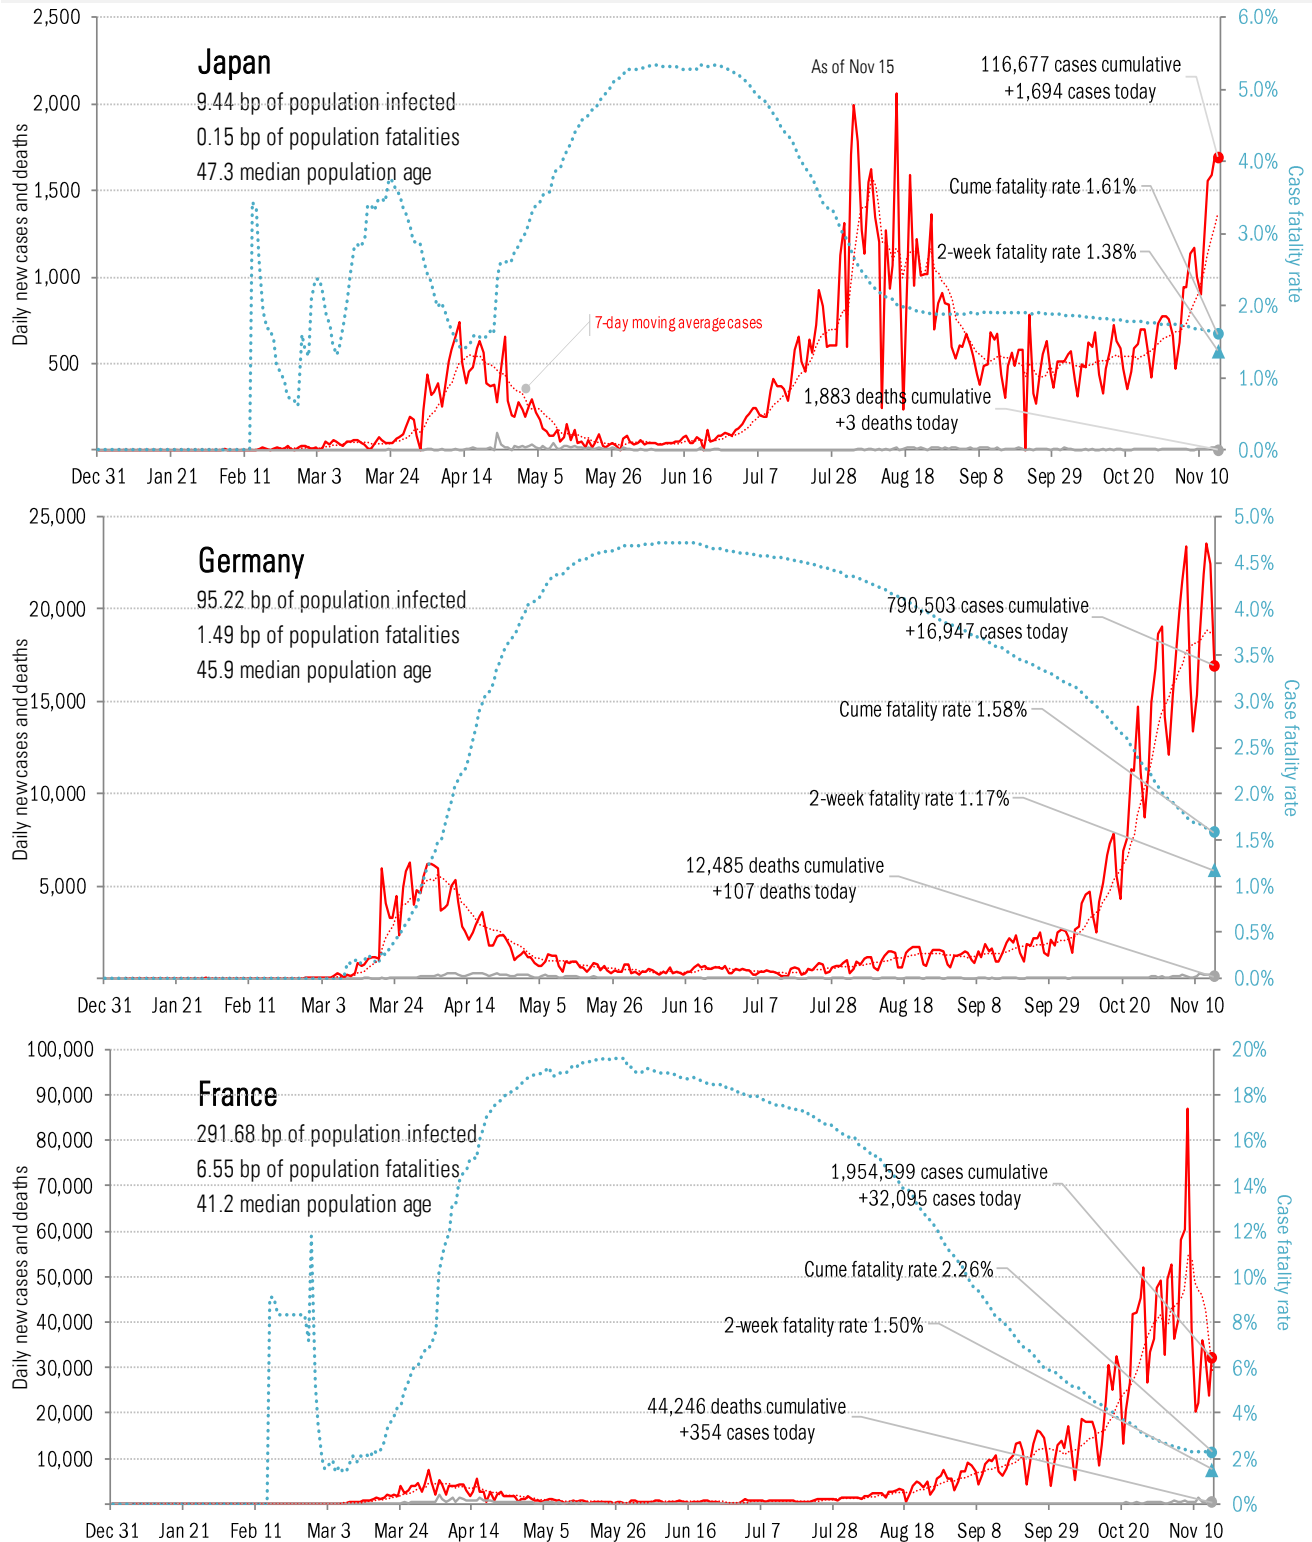 2,500
2,000
1,500
1,000
500
Daily new cases and deaths
Japan
9.44 bp of population infected
0.15 bp of population fatalities
47.3 median population age
As of Nov 15
116,677 cases cumulative
+1,694 cases today
Cume fatality rate 1.61%
2-week fatality rate 1.38%
7-day moving average cases
1,883 deaths cumulative
+3 deaths today
6.0%
5.0%
4.0%
3.0%
2.0%
1.0%
0.0%
Case fatality rate
Dec 31 Jan 21 Feb 11 Mar 3 Mar 24 Apr 14 May 5 May 26 Jun 16 Jul 7 Jul 28 Aug 18 Sep 8 Sep 29 Oct 20 Nov 10
25,000
20,000
15,000
10,000
5,000
Daily new cases and deaths
Germany
95.22 bp of population infected
1.49 bp of population fatalities
45.9 median population age
790,503 cases cumulative
+16,947 cases today
Cume fatality rate 1.58%
2-week fatality rate 1.17%
12,485 deaths cumulative
+107 deaths today
5.0%
4.5%
4.0%
3.5%
3.0%
2.5%
2.0%
1.5%
1.0%
0.5%
0.0%
Case fatality rate
Dec 31 Jan 21 Feb 11 Mar 3 Mar 24 Apr 14 May 5 May 26 Jun 16 Jul 7 Jul 28 Aug 18 Sep 8 Sep 29 Oct 20 Nov 10
100,000
90,000
80,000
70,000
60,000
50,000
40,000
30,000
20,000
10,000
Daily new cases and deaths
France
291.68 bp of population infected
6.55 bp of population fatalities
41.2 median population age
1,954,599 cases cumulative
+32,095 cases today
Cume fatality rate 2.26%
2-week fatality rate 1.50%
44,246 deaths cumulative
+354 cases today
20%
18%
16%
14%
12%
10%
8%
6%
4%
2%
0%
Case fatality rate
Dec 31 Jan 21 Feb 11 Mar 3 Mar 24 Apr 14 May 5 May 26 Jun 16 Jul 7 Jul 28 Aug 18 Sep 8 Sep 29 Oct 20 Nov 10